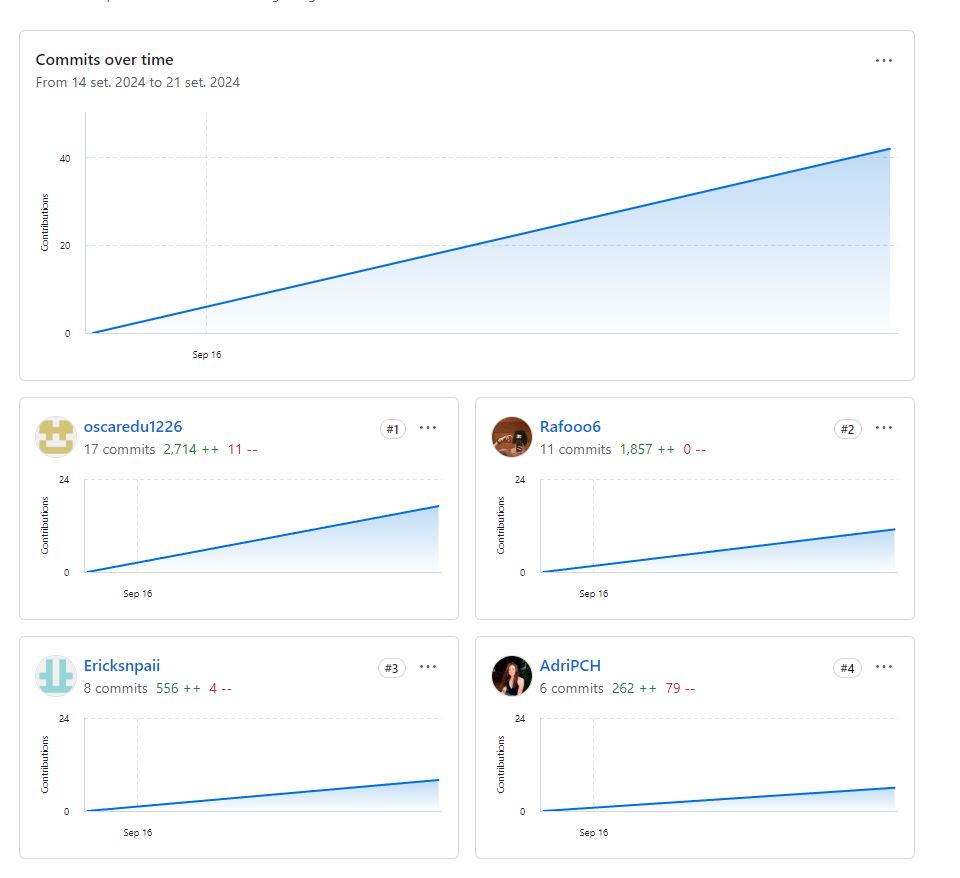 Commits over time
From 14 set. 2024 to 21 set. 2024
Contributions
40
20
0
Sep 16
oscaredu1226
#1
17 commits 2,714 ++ 11 --
24
Contributions
0
Sep 16
Rafooo6
#2
11 commits 1,857 ++ 0 --
24
Contributions
0
Sep 16
Ericksnpaii
#3
8 commits 556 ++ 4 --
24
Contributions
0
Sep 16
AdriPCH
#4
6 commits 262 ++ 79 --
24
Contributions
0
Sep 16